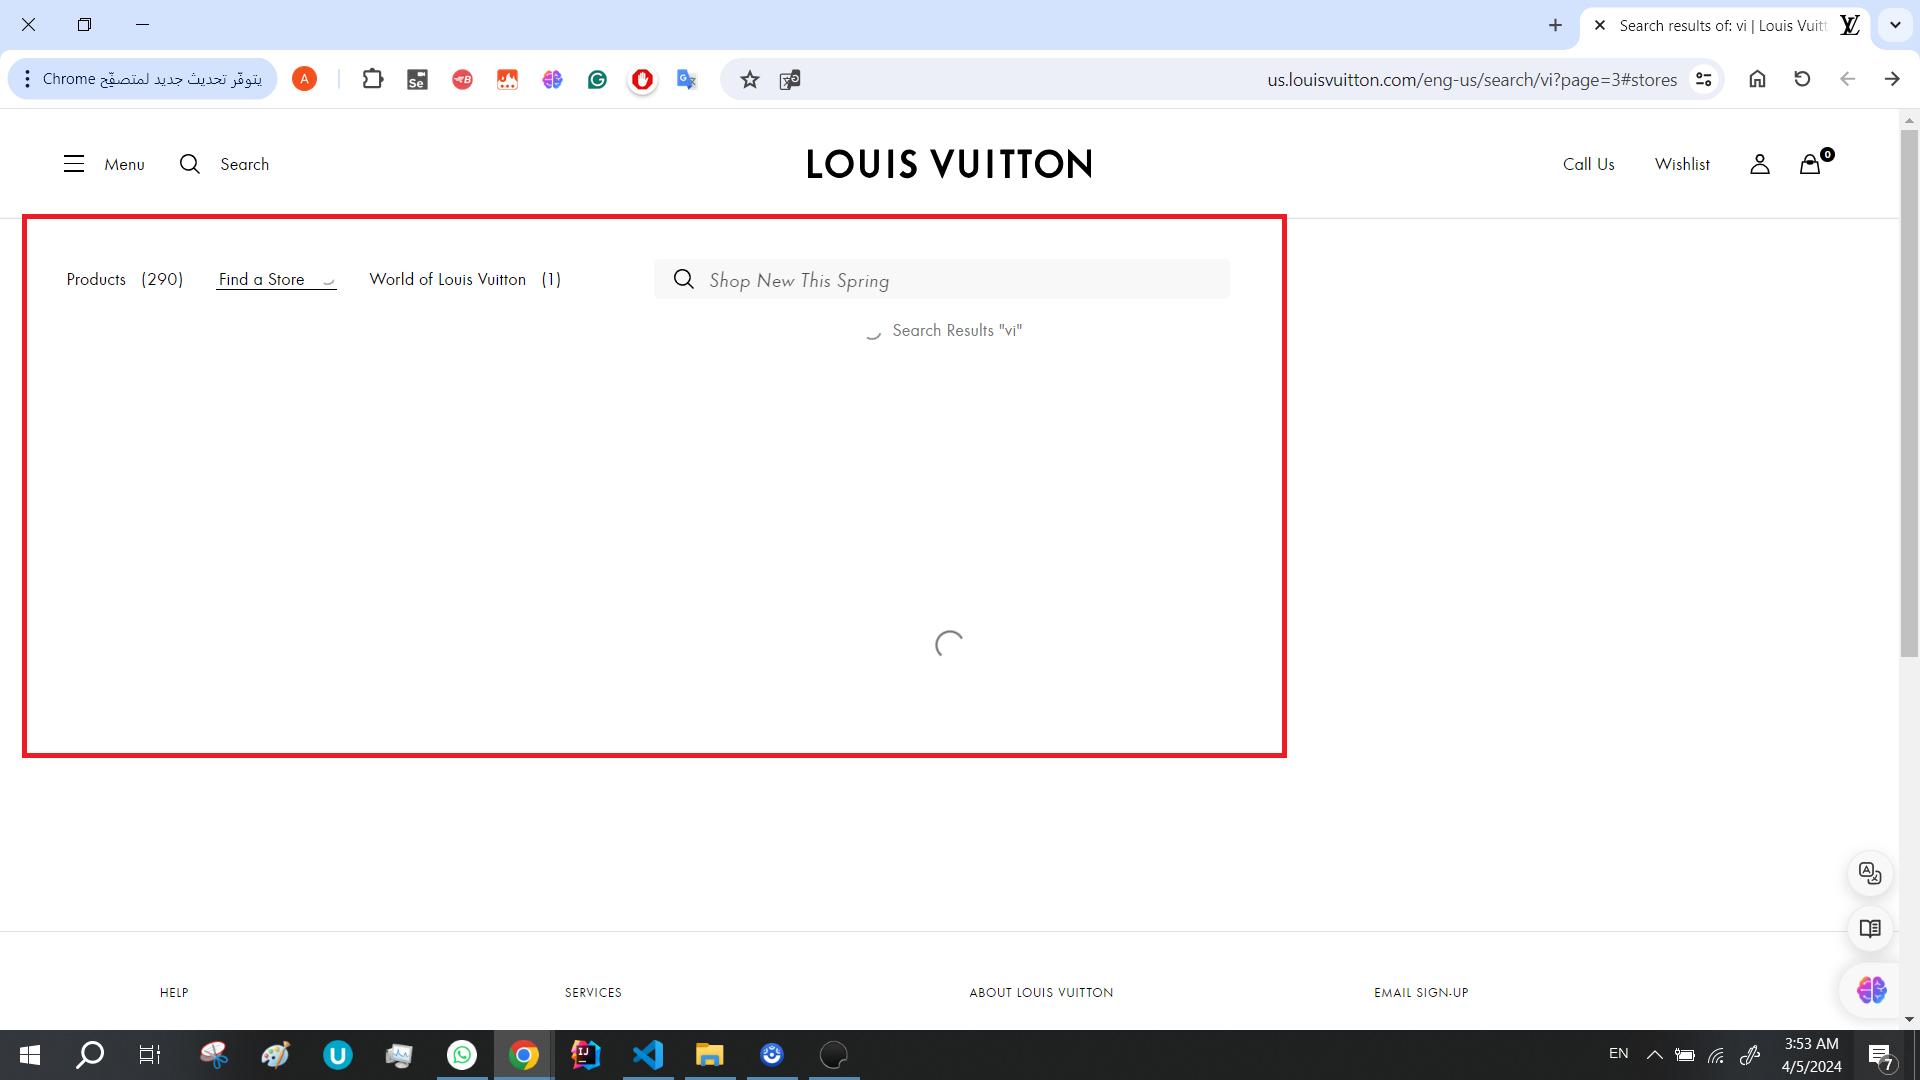 Search results of: vi | Louis Vuitt
يتوفّر تحديث جديد لمتصفّح Chrome
A
Se
B
us.louisvuitton.com/eng-us/search/vi?page=3#stores
Menu
Search
LOUIS VUITTON
Call Us
Wishlist
0
Products (290)
Find a Store
World of Louis Vuitton (1)
Shop New This Spring
Search Results "vi"
HELP
SERVICES
ABOUT LOUIS VUITTON
EMAIL SIGN-UP
U
IJ
EN
3:53 AM
4/5/2024
7